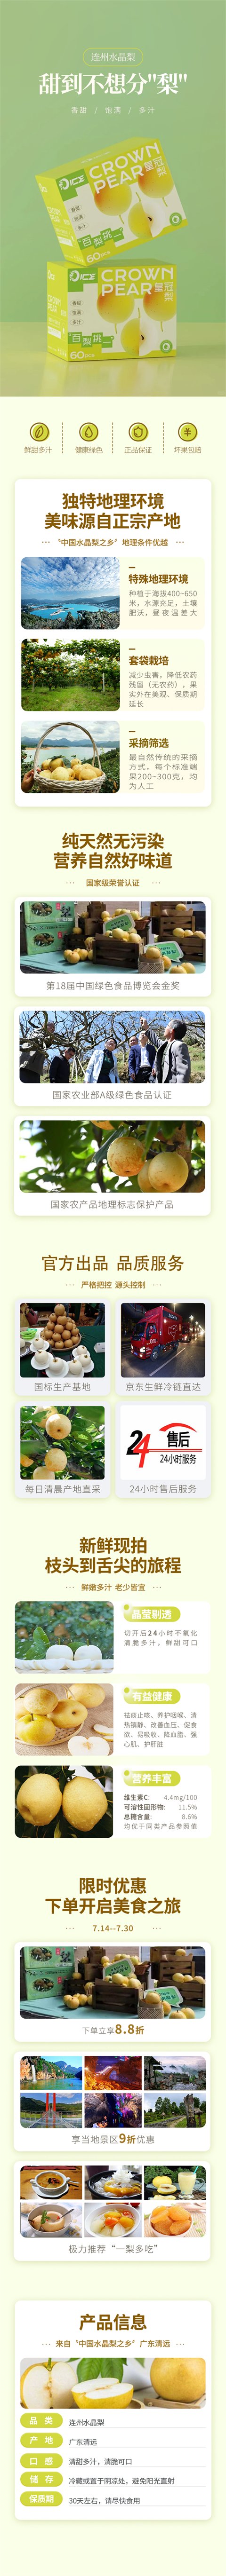 连州水晶梨
甜到不想分"梨"
香甜 / 饱满 / 多汁
CROWN
PEAR
皇冠梨
DICE
香甜
饱满
多汁
"百梨挑一"
60
CROWN
PEAR
皇冠梨
DICE
香甜
饱满
多汁
"百梨挑一"
60
鲜甜多汁
健康绿色
正品保证
坏果包赔
独特地理环境
美味源自正宗产地
"中国水晶梨之乡" 地理条件优越
特殊地理环境
种植于海拔400~650
米，水源充足，土壤
肥沃，昼夜温差大
套袋栽培
减少虫害，降低农药
残留（无农药），果
实外在美观、保质期
延长
采摘筛选
最自然传统的采摘
方式，每个标准端
果200~300克，均
为人工
纯天然无污染
营养自然好味道
国家级荣誉认证
第18届中国绿色食品博览会金奖
国家农业部A级绿色食品认证
国家农产品地理标志保护产品
官方出品 品质服务
严格把控 源头控制
国标生产基地
京东生鲜冷链直达
每日清晨产地直采
24
售后
24小时服务
24小时售后服务
新鲜现拍
枝头到舌尖的旅程
鲜嫩多汁 老少皆宜
晶莹剔透
切开后24小时不氧化
清脆多汁，鲜甜可口
有益健康
祛痰止咳、养护咽喉、清
热镇静、改善血压、促食
欲、易吸收、降血脂、强
心肌、护肝脏
营养丰富
维生素C: 4.4mg/100
可溶性固形物: 11.5%
总糖含量: 8.6%
均优于同类产品参照值
限时优惠
下单开启美食之旅
7.14--7.30
下单立享8.8折
享当地景区9折优惠
极力推荐"一梨多吃"
产品信息
来自"中国水晶梨之乡"广东清远
品 类 连州水晶梨
产 地 广东清远
口 感 清甜多汁，清脆可口
储 存 冷藏或置于阴凉处，避免阳光直射
保质期 30天左右，请尽快食用